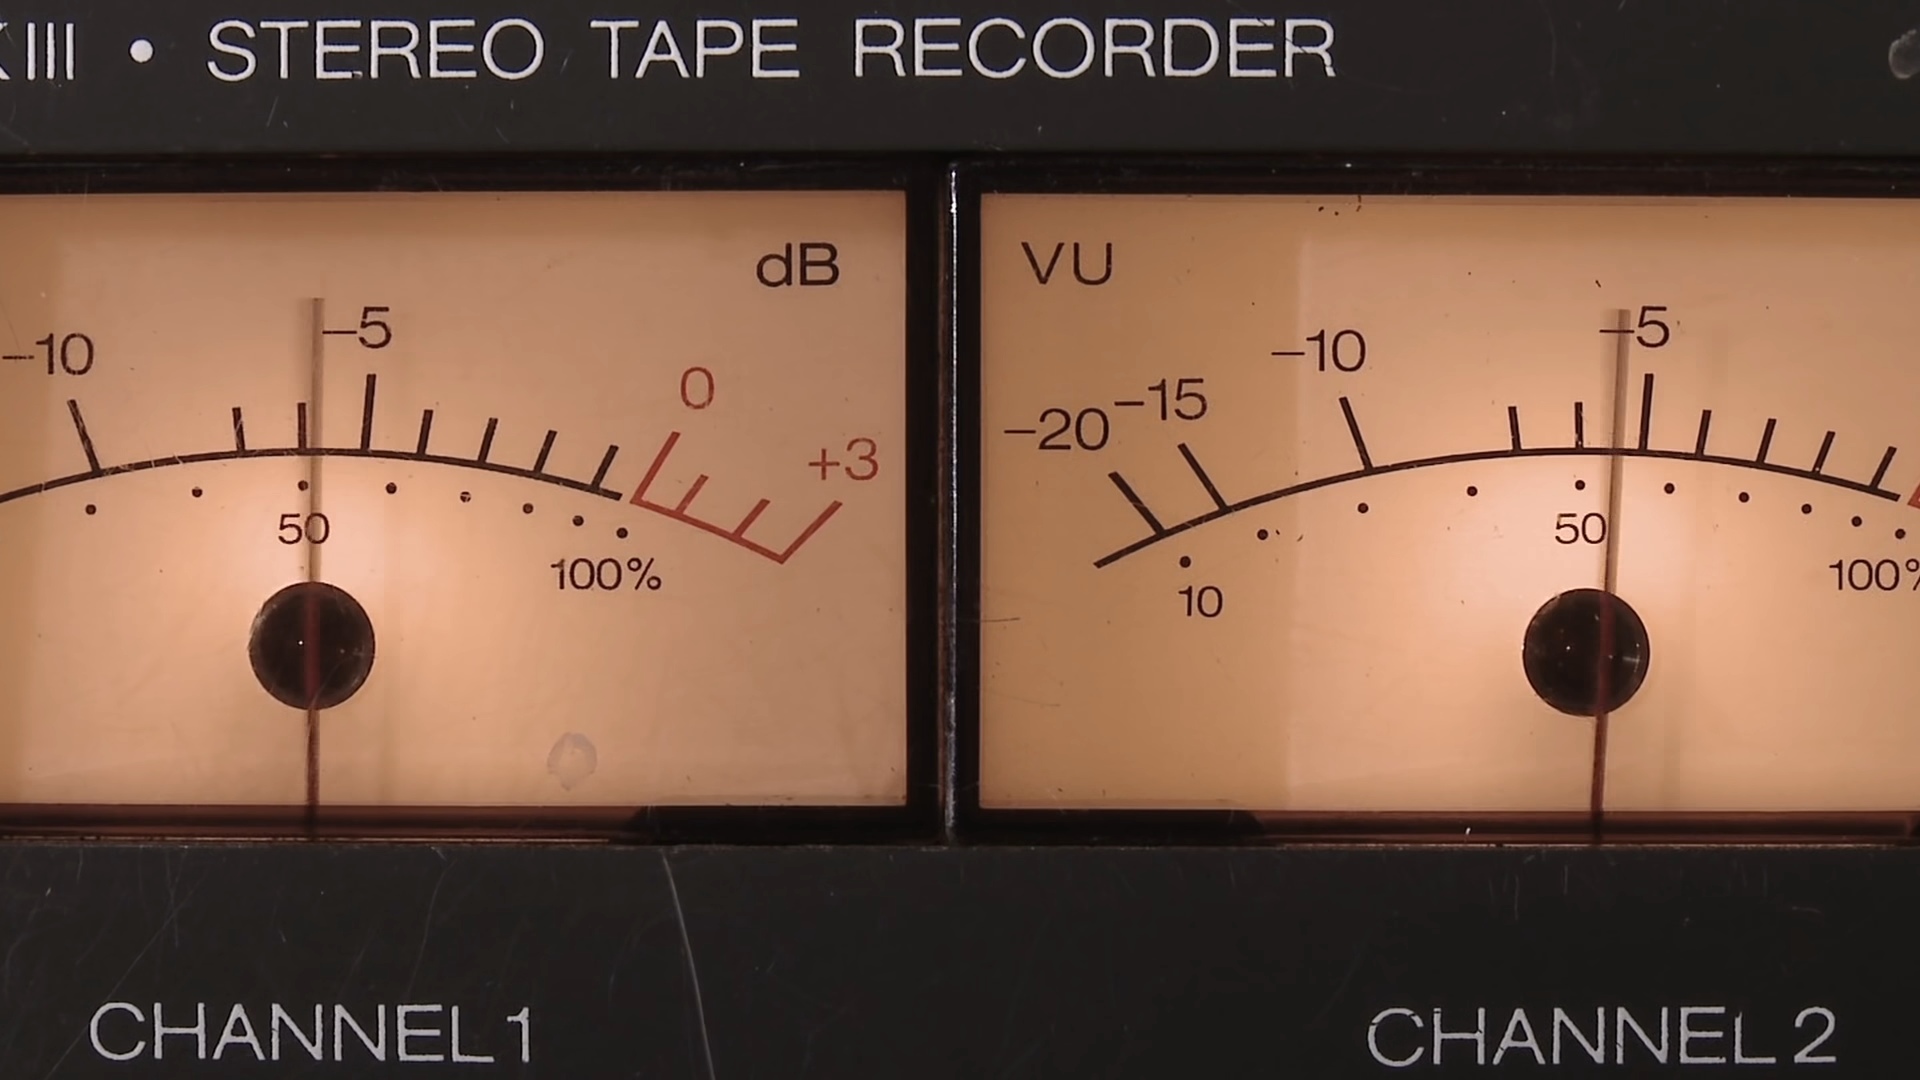 KIII • STEREO TAPE RECORDER
dB
−10 −5 0 +3
50 100%
VU
−20 −15 −10 −5
10 50 100%
CHANNEL 1
CHANNEL 2